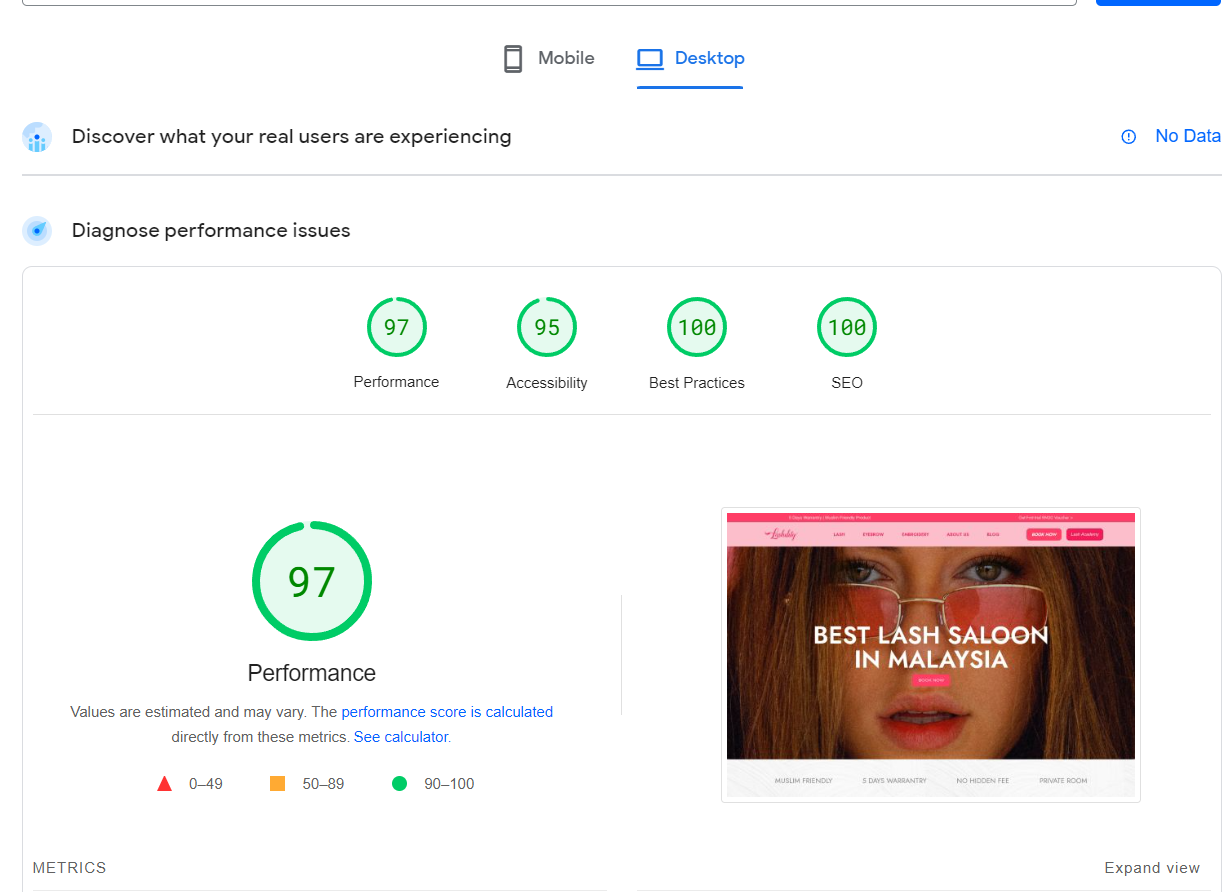 Mobile
Desktop
Discover what your real users are experiencing
No Data
Diagnose performance issues
97
95
100
100
Performance
Accessibility
Best Practices
SEO
97
Performance
Values are estimated and may vary. The performance score is calculated
directly from these metrics. See calculator.
0–49
50–89
90–100
LASH
EYEBROW
EMBROIDERY
ABOUT US
BLOG
BOOK NOW
Lash Academy
BEST LASH SALOON
IN MALAYSIA
BOOK NOW
MUSLIM FRIENDLY
5 DAYS WARRANTRY
NO HIDDEN FEE
PRIVATE ROOM
METRICS
Expand view